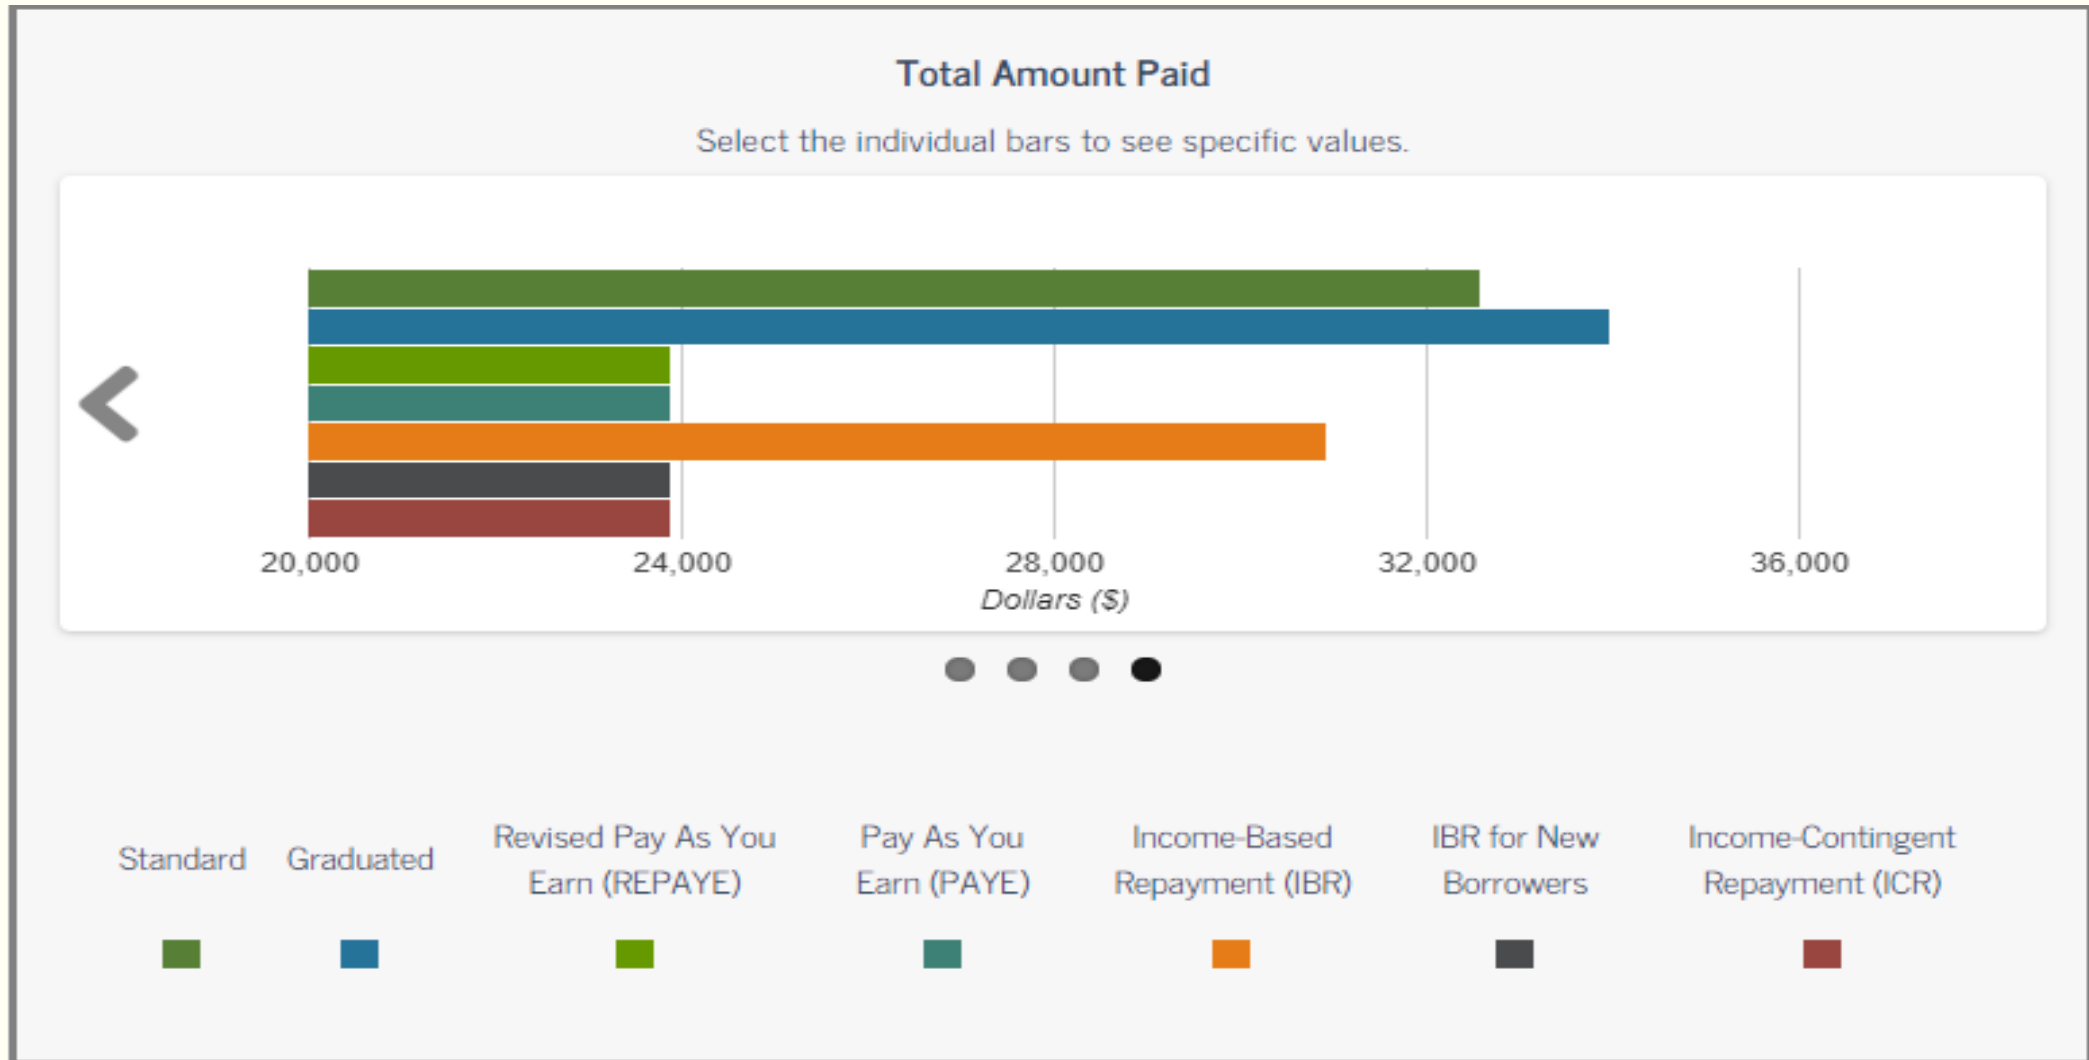 Total Amount Paid
Select the individual bars to see specific values.
20,000 24,000 28,000 32,000 36,000
Dollars ($)
Standard
Graduated
Revised Pay As You
Earn (REPAYE)
Pay As You
Earn (PAYE)
Income-Based
Repayment (IBR)
IBR for New
Borrowers
Income-Contingent
Repayment (ICR)